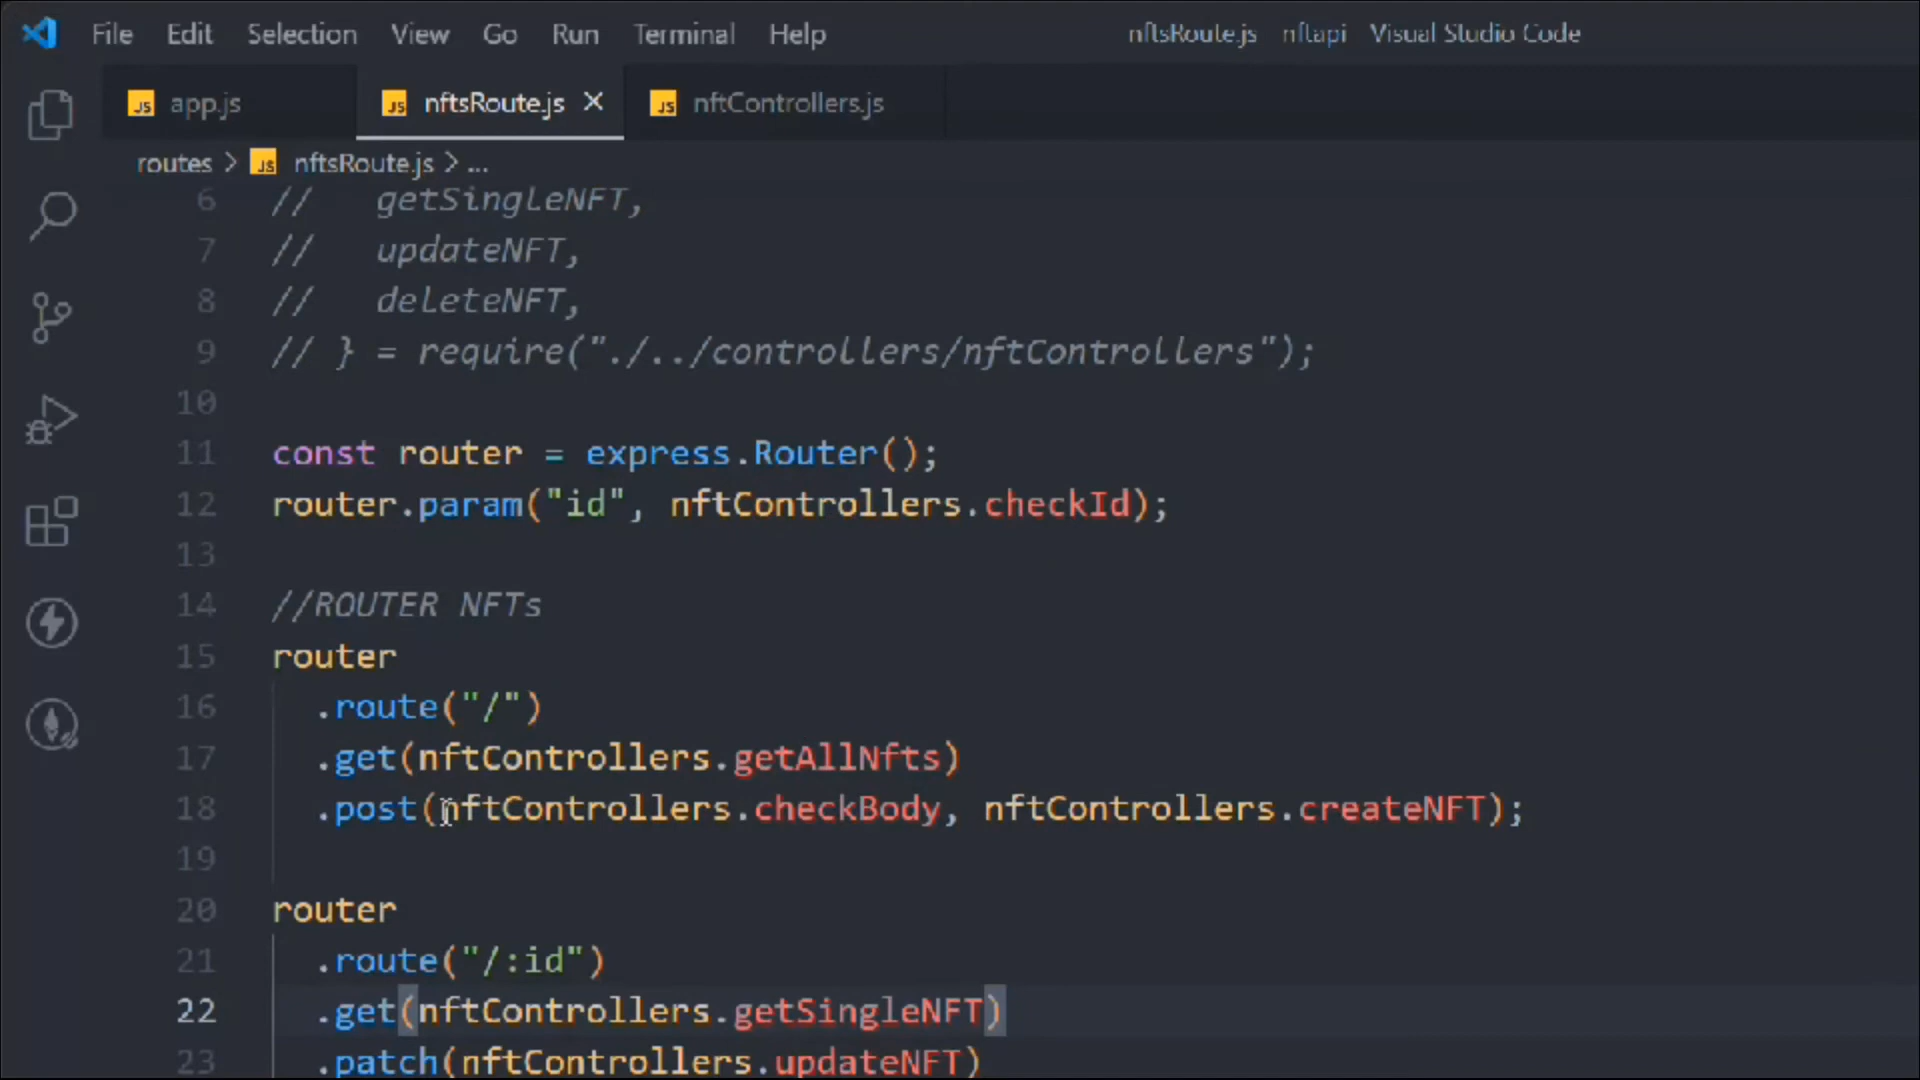 File Edit Selection View Go Run Terminal Help nftsRoute.js nftapi Visual Studio Code
JS app.js JS nftsRoute.js × JS nftControllers.js
routes > JS nftsRoute.js > ...
6 // getSingleNFT,
7 // updateNFT,
8 // deleteNFT,
9 // } = require("./../controllers/nftControllers");
10
11 const router = express.Router();
12 router.param("id", nftControllers.checkId);
13
14 //ROUTER NFTs
15 router
16 .route("/")
17 .get(nftControllers.getAllNfts)
18 .post(nftControllers.checkBody, nftControllers.createNFT);
19
20 router
21 .route("/:id")
22 .get(nftControllers.getSingleNFT)
23 .patch(nftControllers.updateNFT)